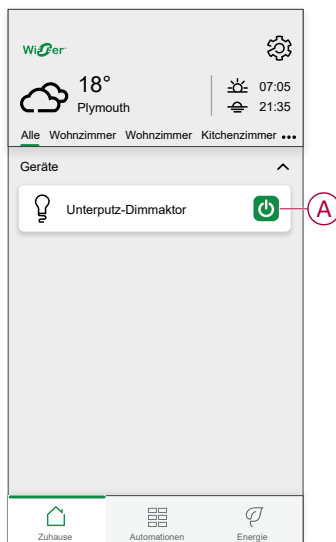 Wiser
18°
Plymouth
07:05
21:35
Alle Wohnzimmer Wohnzimmer Kitchenzimmer •••
Geräte
Unterputz-Dimmaktor
A
Zuhause Automationen Energie